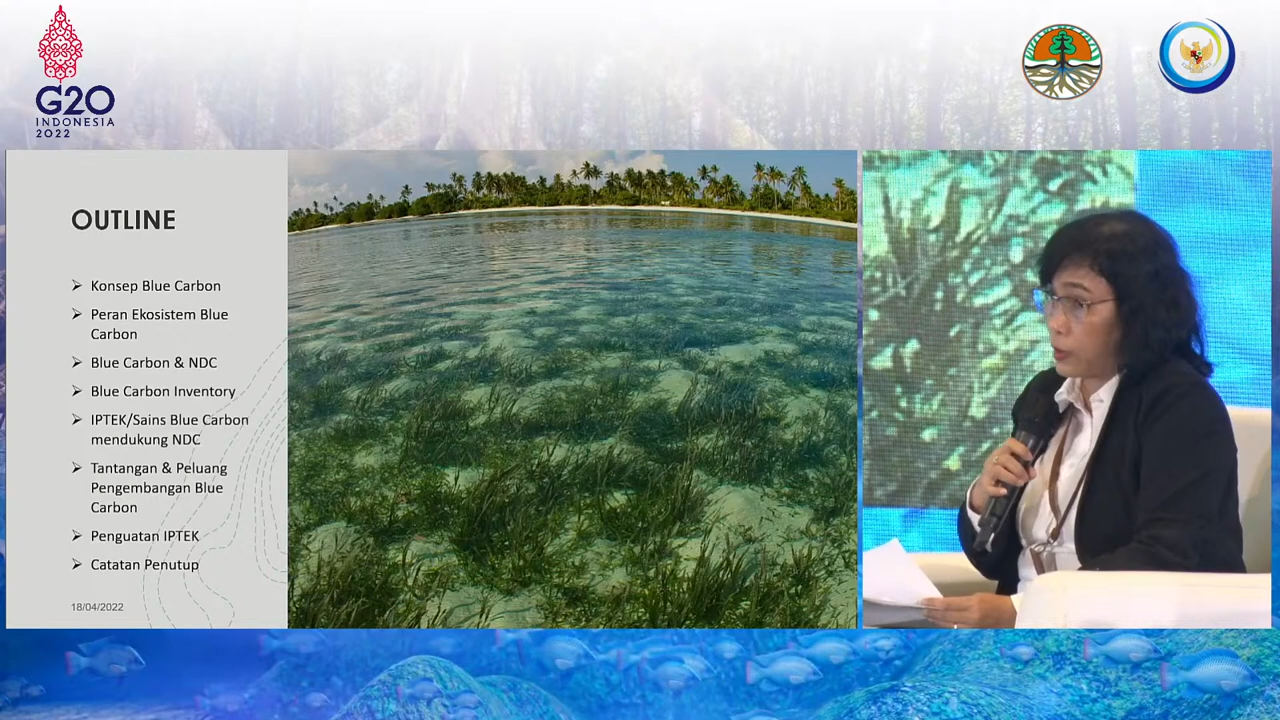 G20
INDONESIA
2022
OUTLINE
Konsep Blue Carbon
Peran Ekosistem Blue
Carbon
Blue Carbon & NDC
Blue Carbon Inventory
IPTEK/Sains Blue Carbon
mendukung NDC
Tantangan & Peluang
Pengembangan Blue
Carbon
Penguatan IPTEK
Catatan Penutup
18/04/2022